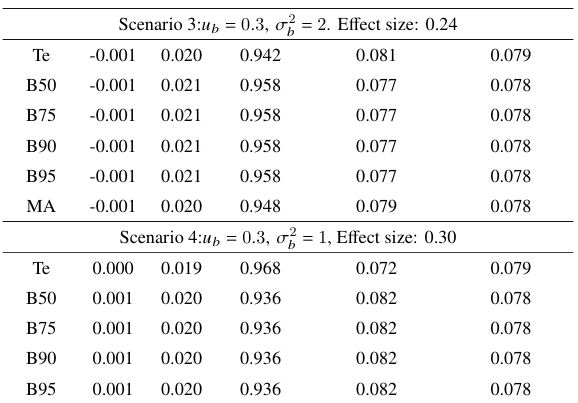 Scenario 3:u_b = 0.3, σ_b^2 = 2. Effect size: 0.24
Te -0.001 0.020 0.942 0.081 0.079
B50 -0.001 0.021 0.958 0.077 0.078
B75 -0.001 0.021 0.958 0.077 0.078
B90 -0.001 0.021 0.958 0.077 0.078
B95 -0.001 0.021 0.958 0.077 0.078
MA -0.001 0.020 0.948 0.079 0.078
Scenario 4:u_b = 0.3, σ_b^2 = 1, Effect size: 0.30
Te 0.000 0.019 0.968 0.072 0.079
B50 0.001 0.020 0.936 0.082 0.078
B75 0.001 0.020 0.936 0.082 0.078
B90 0.001 0.020 0.936 0.082 0.078
B95 0.001 0.020 0.936 0.082 0.078